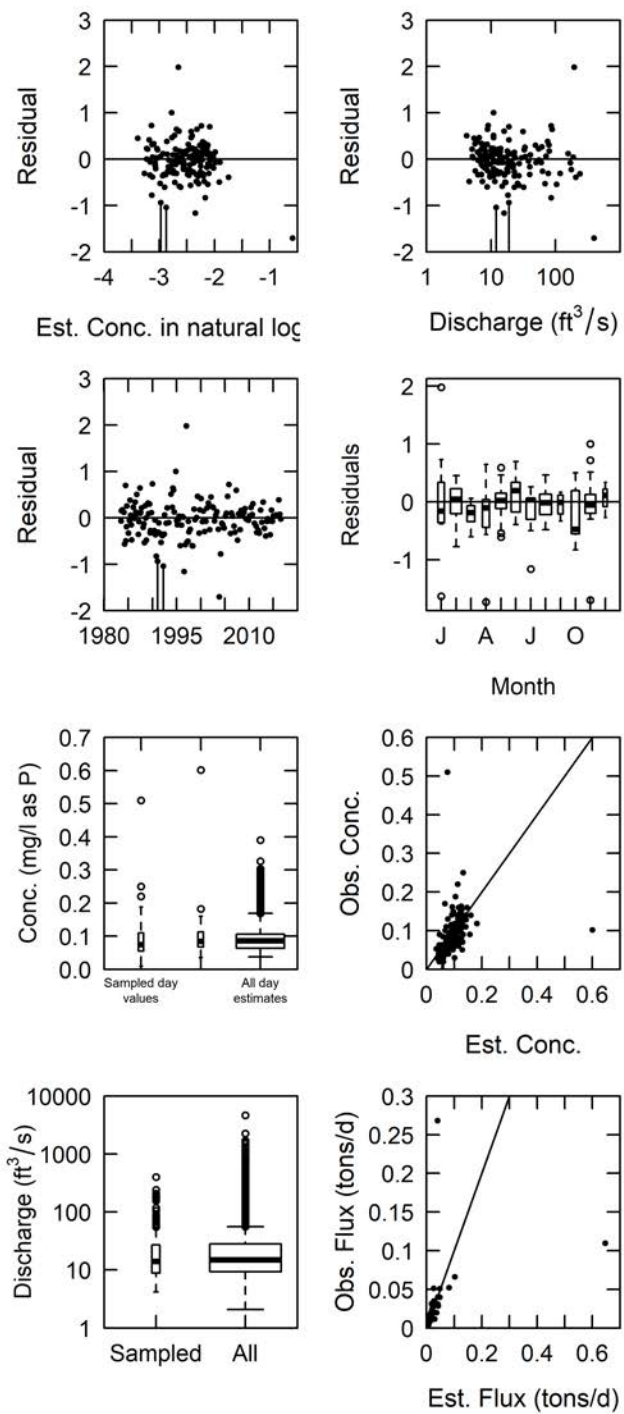 3
2
1
0
-1
-2
Residual
-4 -3 -2 -1
Est. Conc. in natural log
3
2
1
0
-1
-2
Residual
1 10 100
Discharge (ft³/s)
3
2
1
0
-1
-2
Residual
1980 1995 2010
2
1
0
-1
Residuals
J A J O
Month
0.7
0.6
0.5
0.4
0.3
0.2
0.1
0.0
Conc. (mg/l as P)
Sampled day
values
All day
estimates
0.6
0.5
0.4
0.3
0.2
0.1
0
Obs. Conc.
0 0.2 0.4 0.6
Est. Conc.
10000
1000
100
10
1
Discharge (ft³/s)
Sampled All
0.3
0.25
0.2
0.15
0.1
0.05
0
Obs. Flux (tons/d)
0 0.2 0.4 0.6
Est. Flux (tons/d)